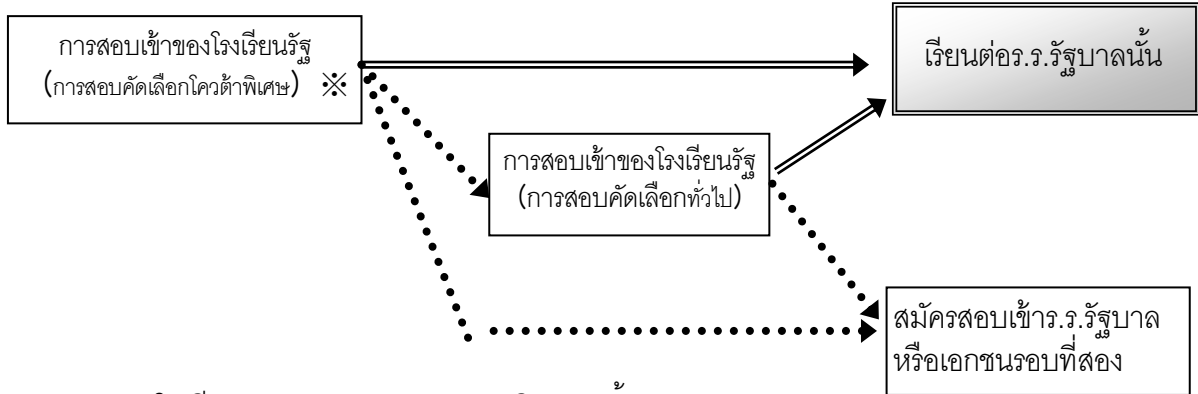 การสอบเข้าของโรงเรียนรัฐ
(การสอบคัดเลือกโควต้าพิเศษ) ※
เรียนต่อร.ร.รัฐบาลนั้น
การสอบเข้าของโรงเรียนรัฐ
(การสอบคัดเลือกทั่วไป)
สมัครสอบเข้าร.ร.รัฐบาล
หรือเอกชนรอบที่สอง